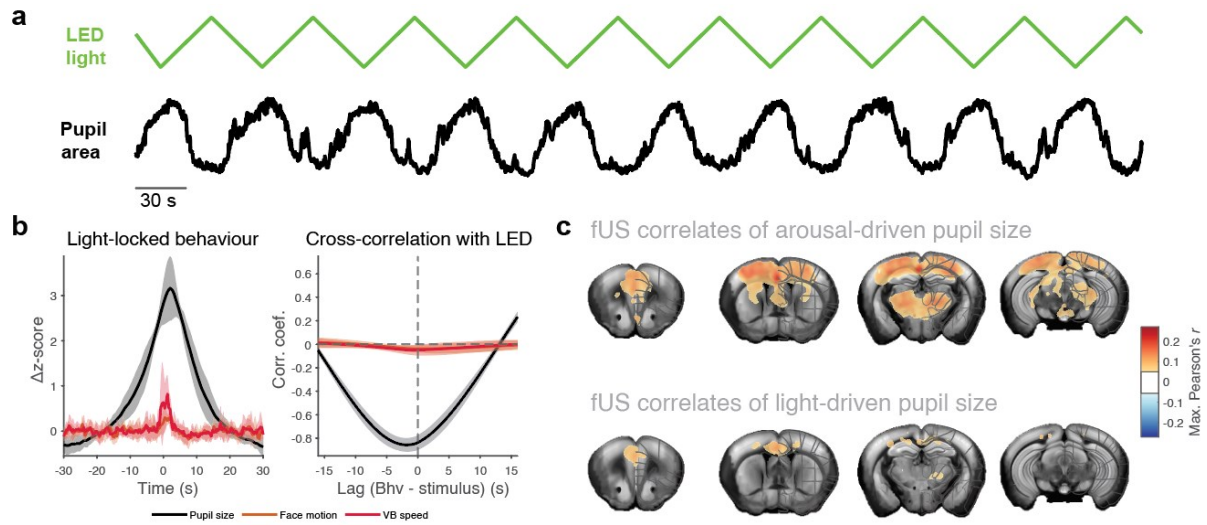 a
LED
light
Pupil
area
30 s
b
Light-locked behaviour
Δz-score
3
2
1
0
-30
-20
-10
0
10
20
30
Time (s)
Cross-correlation with LED
Corr. coef.
0.6
0.4
0.2
0
-0.2
-0.4
-0.6
-0.8
-15
-10
-5
0
5
10
15
Lag (Bhv - stimulus) (s)
Pupil size
Face motion
VB speed
c
fUS correlates of arousal-driven pupil size
fUS correlates of light-driven pupil size
0.2
0.1
0
-0.1
-0.2
Max. Pearson's r